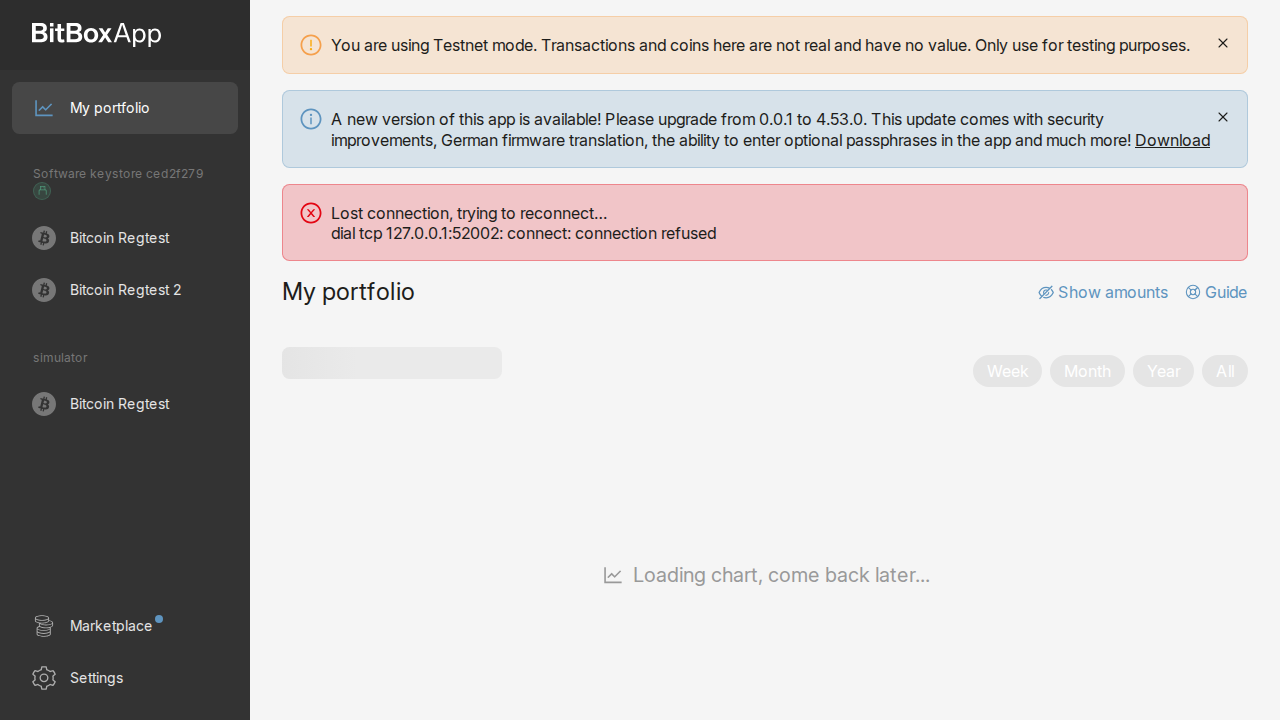 BitBoxApp
My portfolio
Software keystore ced2f279
Bitcoin Regtest
Bitcoin Regtest 2
simulator
Bitcoin Regtest
Marketplace
Settings
You are using Testnet mode. Transactions and coins here are not real and have no value. Only use for testing purposes.
A new version of this app is available! Please upgrade from 0.0.1 to 4.53.0. This update comes with security
improvements, German firmware translation, the ability to enter optional passphrases in the app and much more! Download
Lost connection, trying to reconnect…
dial tcp 127.0.0.1:52002: connect: connection refused
My portfolio
Show amounts
Guide
Week
Month
Year
All
Loading chart, come back later…